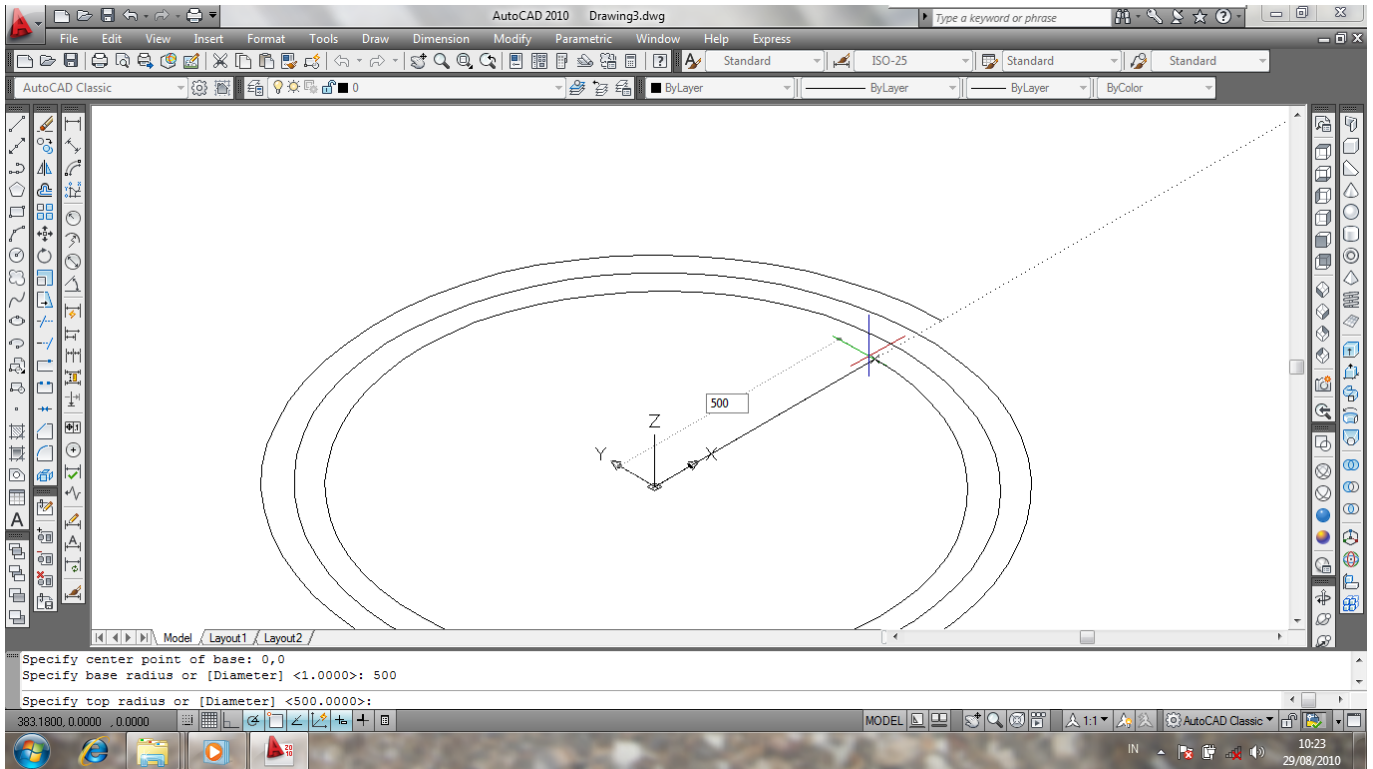 AutoCAD 2010 Drawing3.dwg Type a keyword or phrase
File Edit View Insert Format Tools Draw Dimension Modify Parametric Window Help Express
Standard ISO-25 Standard Standard
AutoCAD Classic 0 ByLayer ByLayer ByLayer ByColor
500
Z
Y X
A
Model Layout1 Layout2
Specify center point of base: 0,0
Specify base radius or [Diameter] <1.0000>: 500
Specify top radius or [Diameter] <500.0000>:
383.1800, 0.0000 , 0.0000 MODEL 1:1 AutoCAD Classic
IN 10:23
29/08/2010